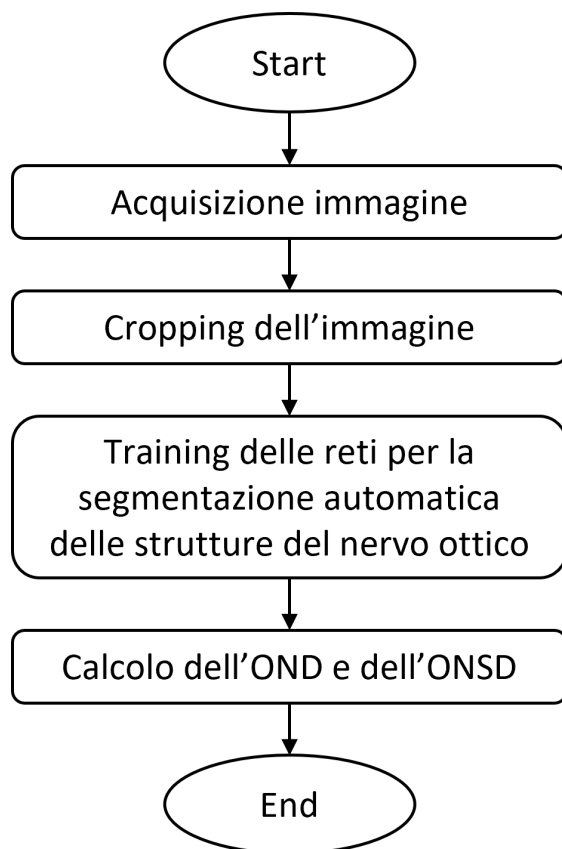 Start
Acquisizione immagine
Cropping dell’immagine
Training delle reti per la
segmentazione automatica
delle strutture del nervo ottico
Calcolo dell’OND e dell’ONSD
End